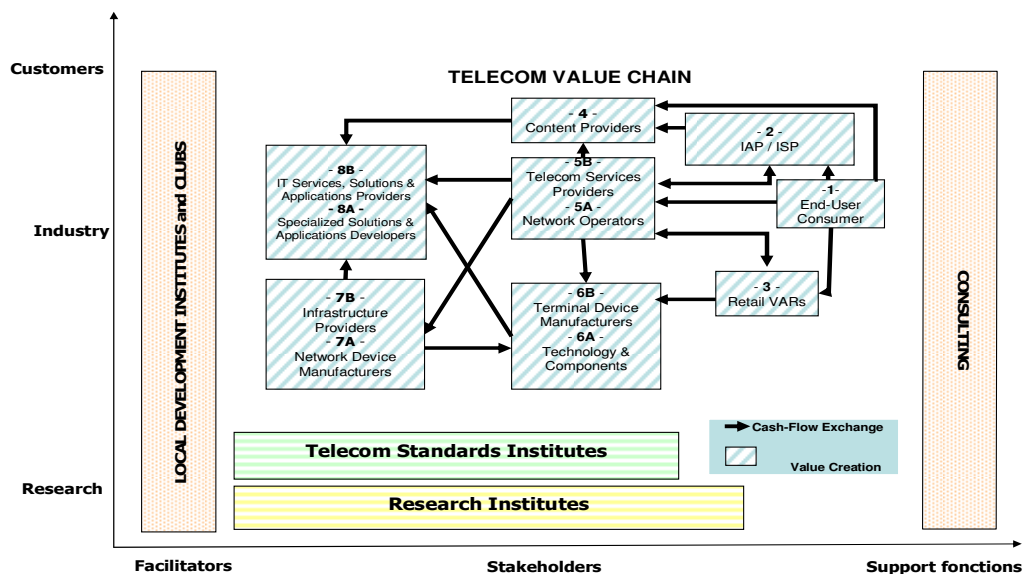 Customers
Industry
Research
LOCAL DEVELOPMENT INSTITUTES and CLUBS
TELECOM VALUE CHAIN
- 4 -
Content Providers
- 2 -
IAP / ISP
- 8B -
IT Services, Solutions &
Applications Providers
- 8A -
Specialized Solutions &
Applications Developers
- 5B -
Telecom Services
Providers
- 5A -
Network Operators
-1-
End-User
Consumer
- 7B -
Infrastructure
Providers
- 7A -
Network Device
Manufacturers
- 6B -
Terminal Device
Manufacturers
- 6A -
Technology &
Components
- 3 -
Retail VARs
CONSULTING
Cash-Flow Exchange
Value Creation
Telecom Standards Institutes
Research Institutes
Facilitators
Stakeholders
Support fonctions